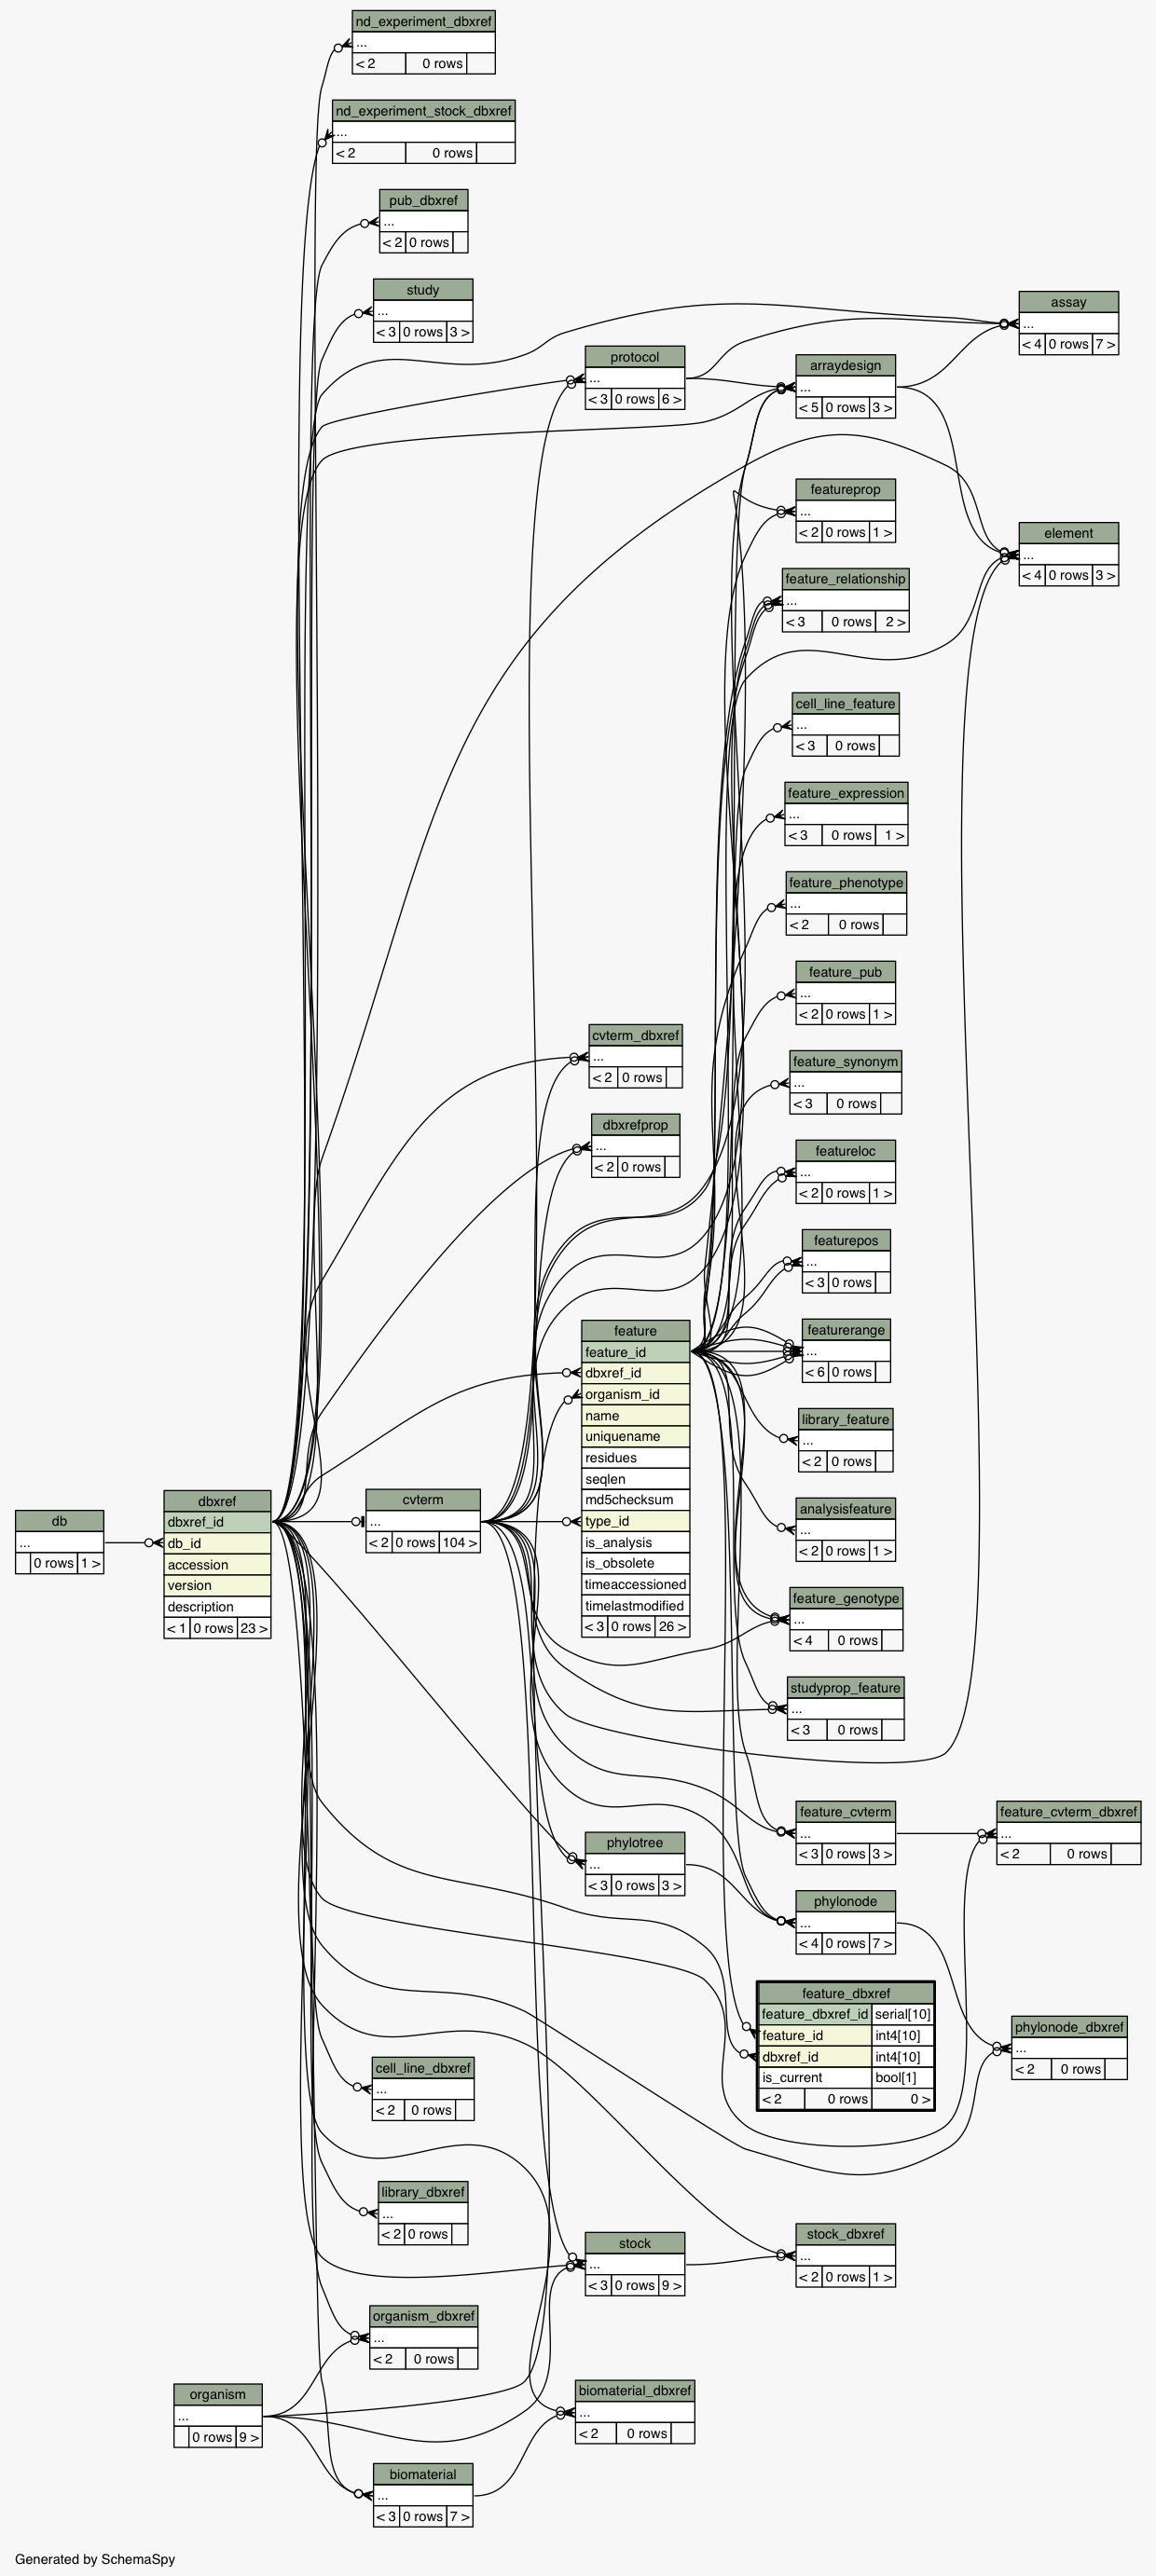 nd_experiment_dbxref
...
< 2 0 rows
nd_experiment_stock_dbxref
...
< 2 0 rows
pub_dbxref
...
< 2 0 rows
study
...
< 3 0 rows 3 >
assay
...
< 4 0 rows 7 >
protocol
...
< 3 0 rows 6 >
arraydesign
...
< 5 0 rows 3 >
featureprop
...
< 2 0 rows 1 >
element
...
< 4 0 rows 3 >
feature_relationship
...
< 3 0 rows 2 >
cell_line_feature
...
< 3 0 rows
feature_expression
...
< 3 0 rows 1 >
feature_phenotype
...
< 2 0 rows
feature_pub
...
< 2 0 rows 1 >
cvterm_dbxref
...
< 2 0 rows
feature_synonym
...
< 3 0 rows
dbxrefprop
...
< 2 0 rows
featureloc
...
< 2 0 rows 1 >
featurepos
...
< 3 0 rows
featurerange
...
< 6 0 rows
feature
feature_id
dbxref_id
organism_id
name
uniquename
residues
seqlen
md5checksum
type_id
is_analysis
is_obsolete
timeaccessioned
timelastmodified
< 3 0 rows 26 >
library_feature
...
< 2 0 rows
db
...
0 rows 1 >
dbxref
dbxref_id
db_id
accession
version
description
< 1 0 rows 23 >
cvterm
...
< 2 0 rows 104 >
analysisfeature
...
< 2 0 rows 1 >
feature_genotype
...
< 4 0 rows
studyprop_feature
...
< 3 0 rows
feature_cvterm
...
< 3 0 rows 3 >
feature_cvterm_dbxref
...
< 2 0 rows
phylotree
...
< 3 0 rows 3 >
phylonode
...
< 4 0 rows 7 >
feature_dbxref
feature_dbxref_id serial[10]
feature_id int4[10]
dbxref_id int4[10]
is_current bool[1]
< 2 0 rows 0 >
phylonode_dbxref
...
< 2 0 rows
cell_line_dbxref
...
< 2 0 rows
library_dbxref
...
< 2 0 rows
stock
...
< 3 0 rows 9 >
stock_dbxref
...
< 2 0 rows 1 >
organism_dbxref
...
< 2 0 rows
organism
...
0 rows 9 >
biomaterial_dbxref
...
< 2 0 rows
biomaterial
...
< 3 0 rows 7 >
Generated by SchemaSpy